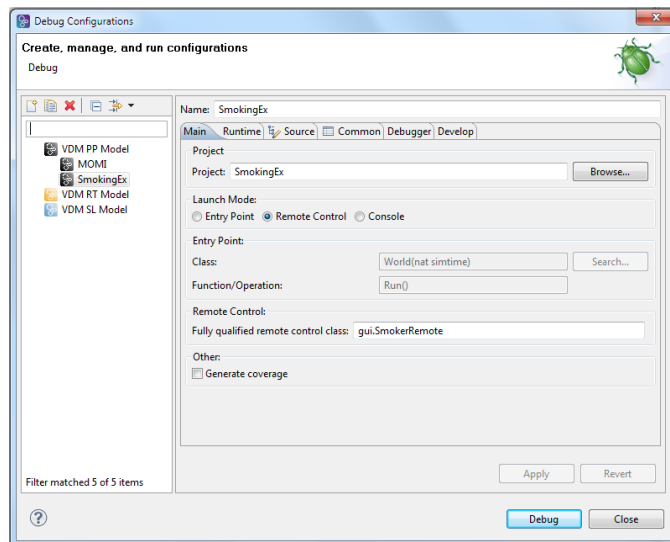 Debug Configurations
Create, manage, and run configurations
Debug
Name: SmokingEx
Main Runtime Source Common Debugger Develop
VDM PP Model
MOMI
SmokingEx
VDM RT Model
VDM SL Model
Project
Project: SmokingEx Browse...
Launch Mode:
Entry Point Remote Control Console
Entry Point:
Class: World(nat simtime) Search...
Function/Operation: Run()
Remote Control:
Fully qualified remote control class: gui.SmokerRemote
Other:
Generate coverage
Filter matched 5 of 5 items
Apply Revert
? Debug Close